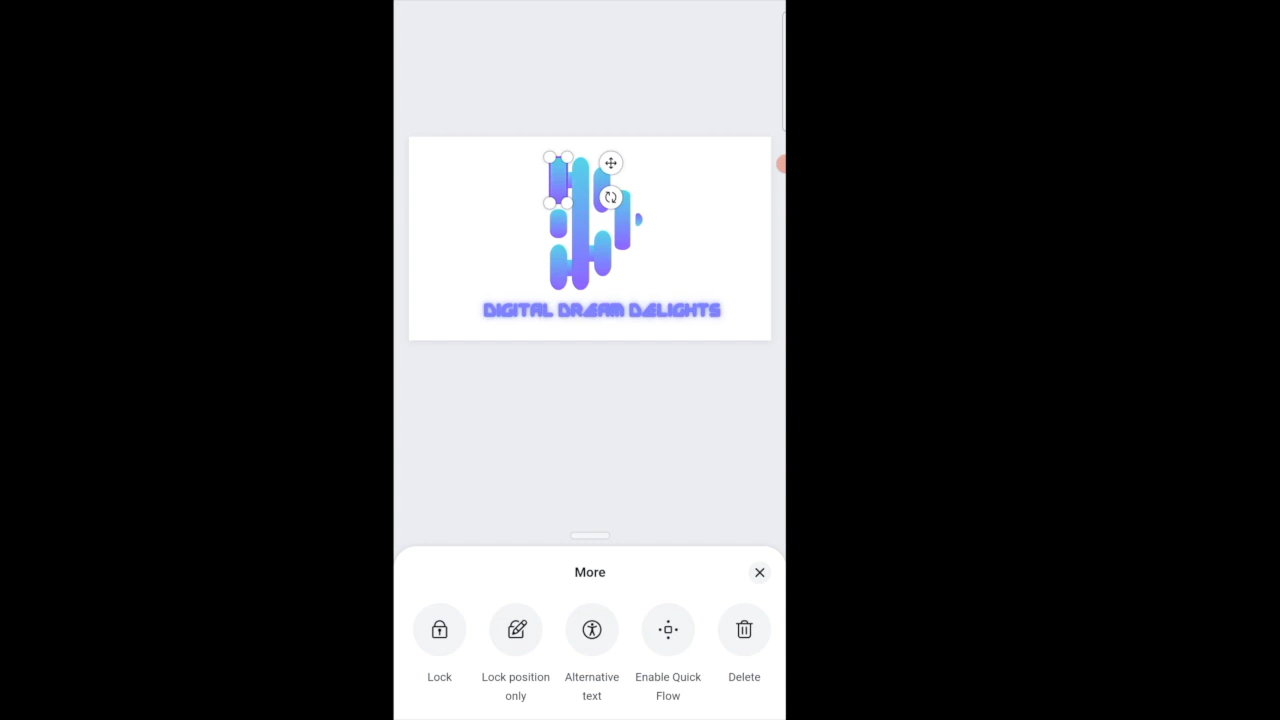 DIGITAL DREAM DELIGHTS
More
Lock
Lock position only
Alternative text
Enable Quick Flow
Delete